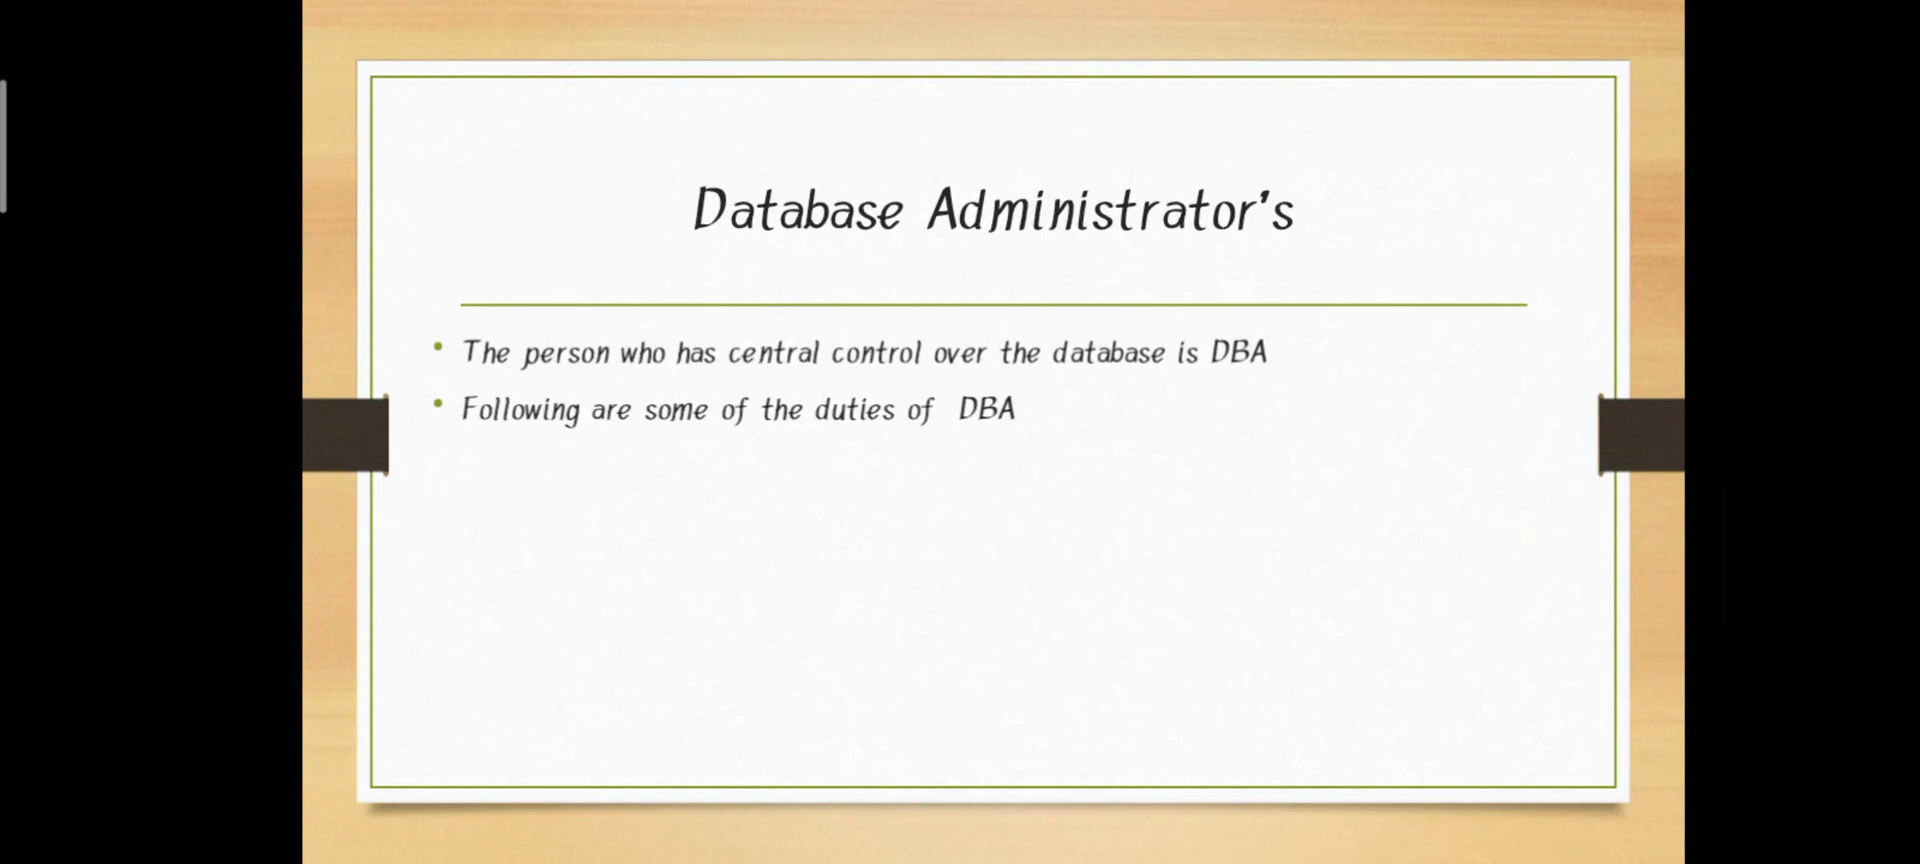 Database Administrator's
• The person who has central control over the database is DBA
• Following are some of the duties of DBA